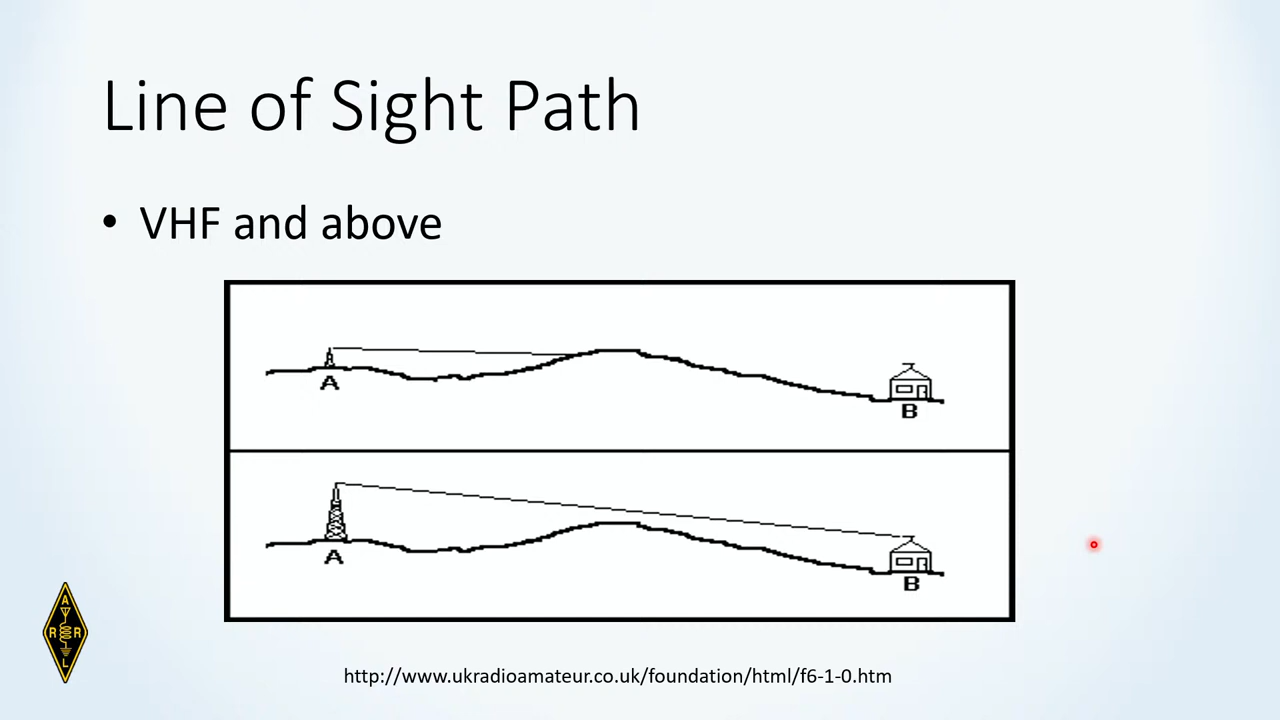 Line of Sight Path
• VHF and above
A
B
A
B
A
R R
L
http://www.ukradioamateur.co.uk/foundation/html/f6-1-0.htm